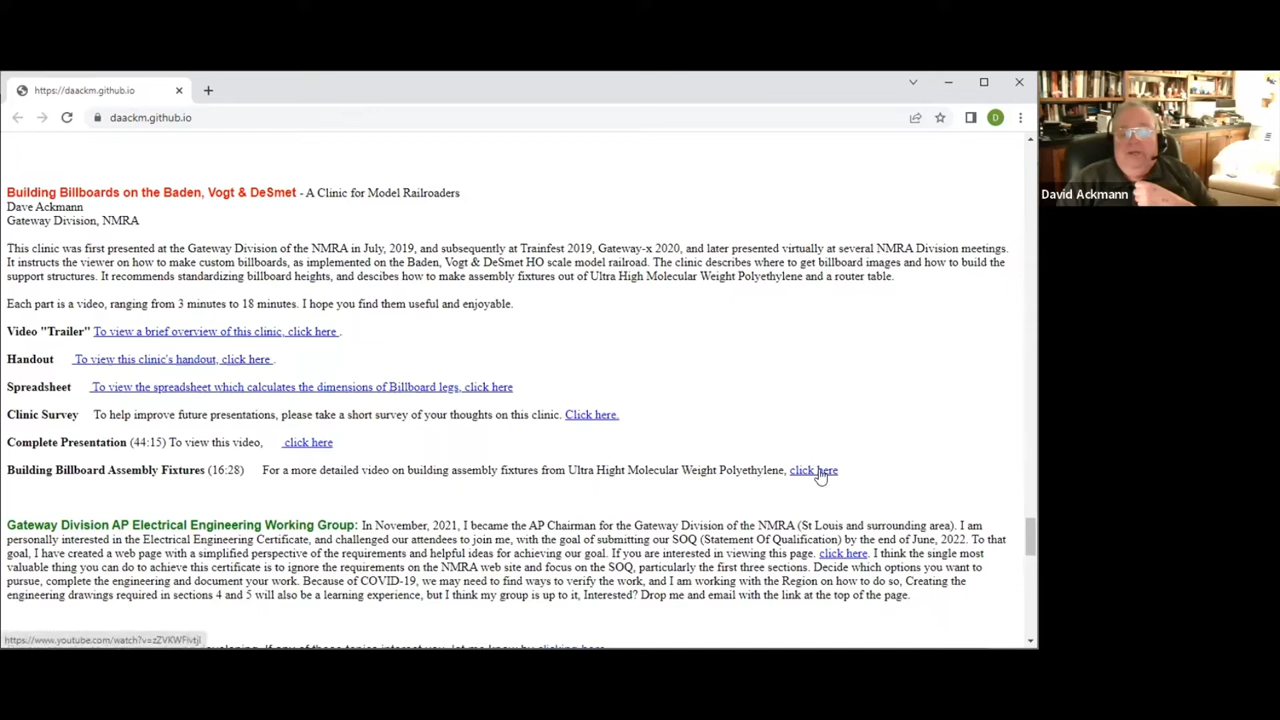 https://daackm.github.io
daackm.github.io
D
Building Billboards on the Baden, Vogt & DeSmet - A Clinic for Model Railroaders
Dave Ackmann
Gateway Division, NMRA
This clinic was first presented at the Gateway Division of the NMRA in July, 2019, and subsequently at Trainfest 2019, Gateway-x 2020, and later presented virtually at several NMRA Division meetings.
It instructs the viewer on how to make custom billboards, as implemented on the Baden, Vogt & DeSmet HO scale model railroad. The clinic describes where to get billboard images and how to build the
support structures. It recommends standardizing billboard heights, and descibes how to make assembly fixtures out of Ultra High Molecular Weight Polyethylene and a router table.
Each part is a video, ranging from 3 minutes to 18 minutes. I hope you find them useful and enjoyable.
Video "Trailer" To view a brief overview of this clinic, click here .
Handout To view this clinic's handout, click here .
Spreadsheet To view the spreadsheet which calculates the dimensions of Billboard legs, click here
Clinic Survey To help improve future presentations, please take a short survey of your thoughts on this clinic. Click here.
Complete Presentation (44:15) To view this video, click here
Building Billboard Assembly Fixtures (16:28) For a more detailed video on building assembly fixtures from Ultra Hight Molecular Weight Polyethylene, click here
Gateway Division AP Electrical Engineering Working Group: In November, 2021, I became the AP Chairman for the Gateway Division of the NMRA (St Louis and surrounding area). I am
personally interested in the Electrical Engineering Certificate, and challenged our attendees to join me, with the goal of submitting our SOQ (Statement Of Qualification) by the end of June, 2022. To that
goal, I have created a web page with a simplified perspective of the requirements and helpful ideas for achieving our goal. If you are interested in viewing this page. click here. I think the single most
valuable thing you can do to achieve this certificate is to ignore the requirements on the NMRA web site and focus on the SOQ, particularly the first three sections. Decide which options you want to
pursue, complete the engineering and document your work. Because of COVID-19, we may need to find ways to verify the work, and I am working with the Region on how to do so, Creating the
engineering drawings required in sections 4 and 5 will also be a learning experience, but I think my group is up to it, Interested? Drop me and email with the link at the top of the page.
David Ackmann